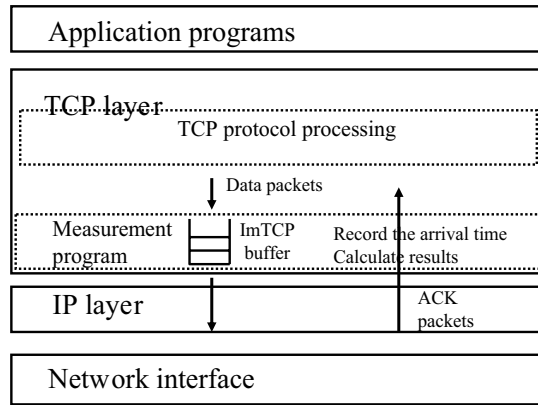 Application programs
TCP layer
TCP protocol processing
Data packets
Measurement
program
ImTCP
buffer
Record the arrival time
Calculate results
IP layer
ACK
packets
Network interface